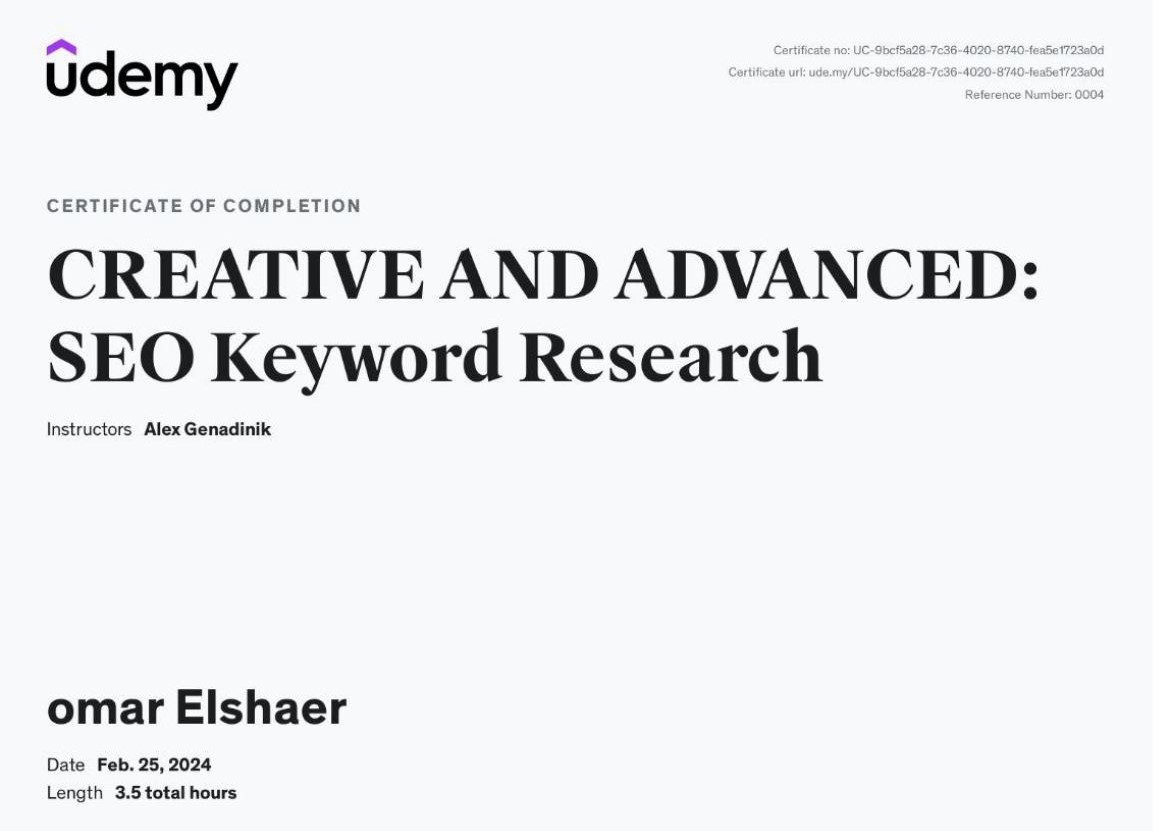 udemy
Certificate no: UC-9bcf5a28-7c36-4020-8740-fea5e1723a0d
Certificate url: ude.my/UC-9bcf5a28-7c36-4020-8740-fea5e1723a0d
Reference Number: 0004
CERTIFICATE OF COMPLETION
CREATIVE AND ADVANCED:
SEO Keyword Research
Instructors Alex Genadinik
omar Elshaer
Date Feb. 25, 2024
Length 3.5 total hours